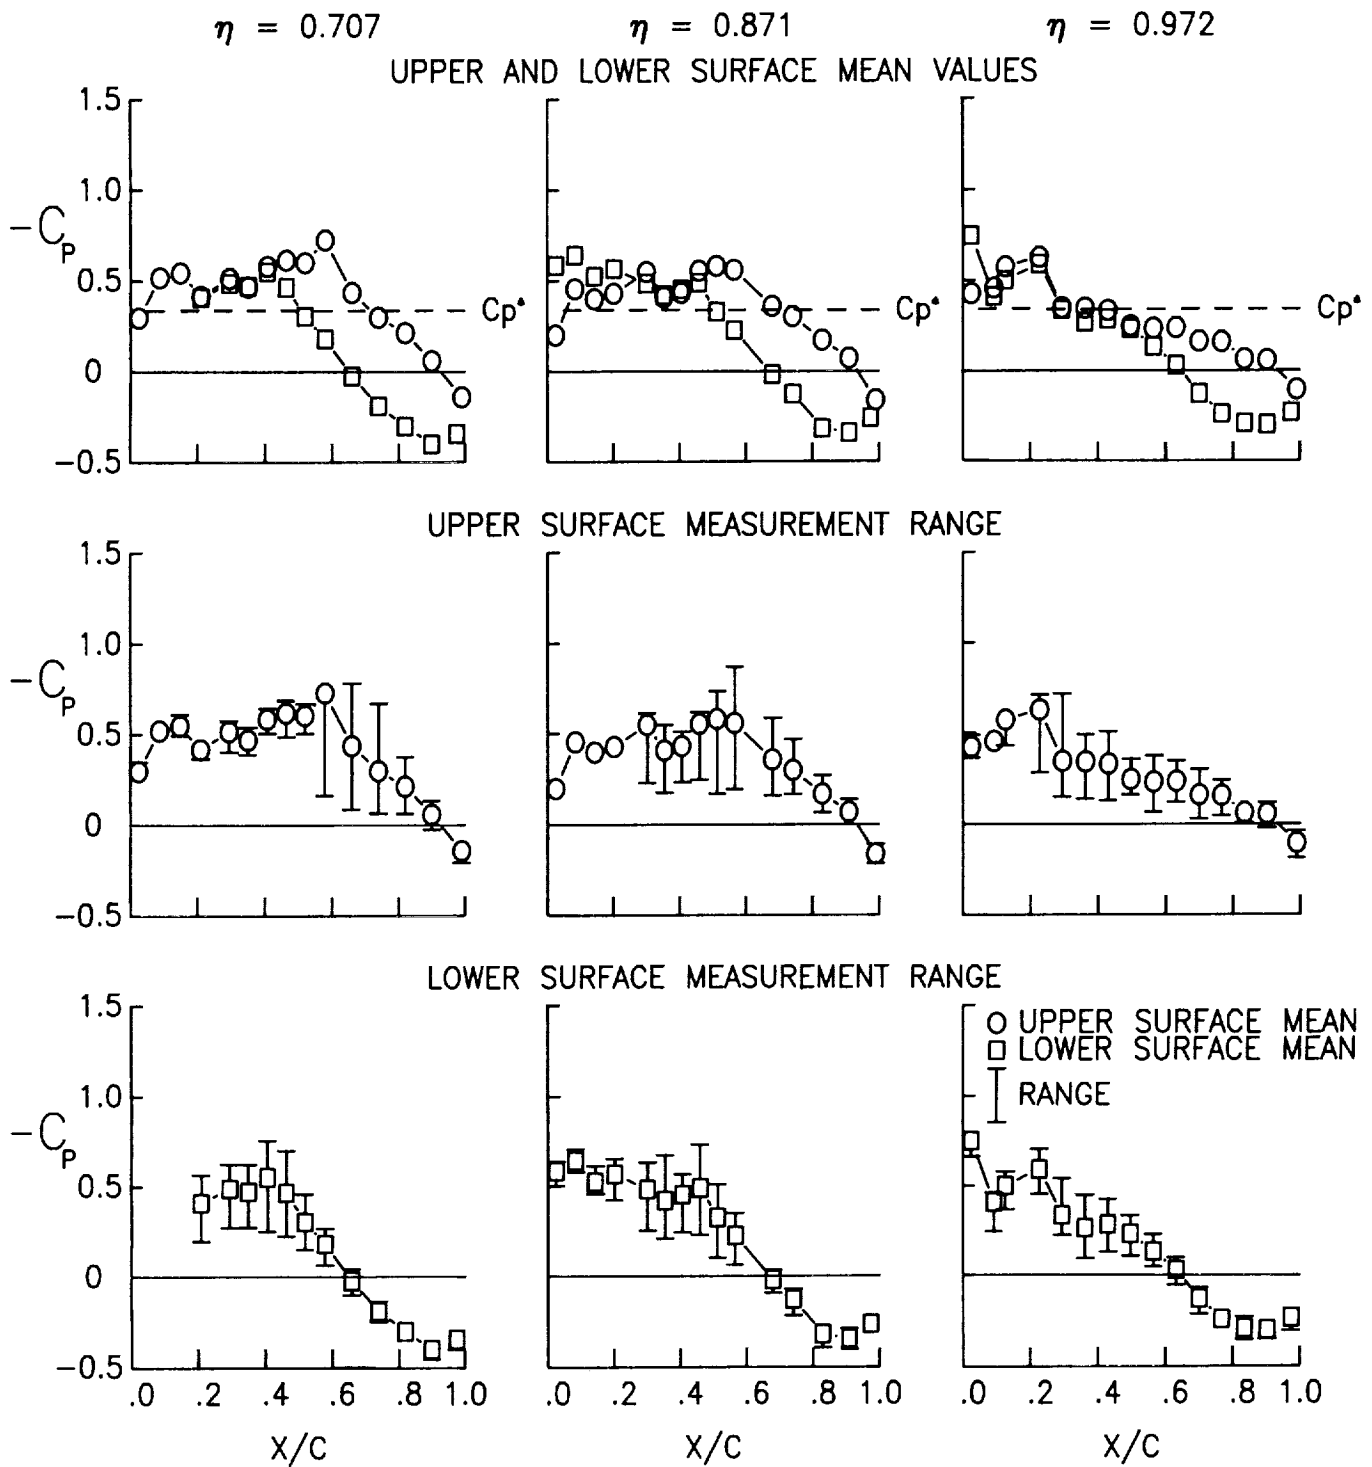 η = 0.707 η = 0.871 η = 0.972
UPPER AND LOWER SURFACE MEAN VALUES
1.5
1.0
-Cp
0.5
Cp* Cp* Cp*
0
-0.5
UPPER SURFACE MEASUREMENT RANGE
1.5
1.0
-Cp
0.5
0
-0.5
LOWER SURFACE MEASUREMENT RANGE
1.5
UPPER SURFACE MEAN
LOWER SURFACE MEAN
RANGE
1.0
-Cp
0.5
0
-0.5
.0 .2 .4 .6 .8 1.0 .0 .2 .4 .6 .8 1.0 .0 .2 .4 .6 .8 1.0
X/C X/C X/C